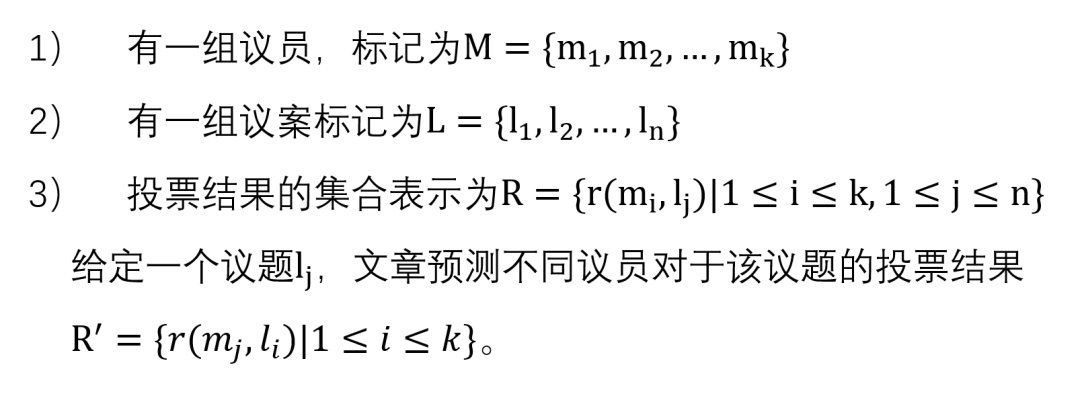 1) 有一组议员，标记为M = {m₁, m₂, …, mₖ}
2) 有一组议案标记为L = {l₁, l₂, …, lₙ}
3) 投票结果的集合表示为R = {r(mᵢ, lⱼ)|1 ≤ i ≤ k, 1 ≤ j ≤ n}
给定一个议题lⱼ，文章预测不同议员对于该议题的投票结果
R′ = {r(mⱼ, lᵢ)|1 ≤ i ≤ k}。